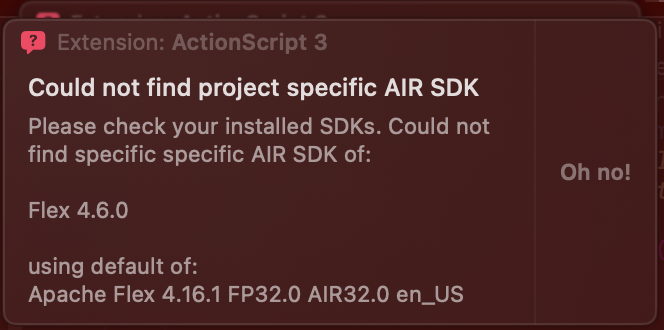 Extension: ActionScript 3
Could not find project specific AIR SDK
Please check your installed SDKs. Could not
find specific specific AIR SDK of:
Flex 4.6.0
using default of:
Apache Flex 4.16.1 FP32.0 AIR32.0 en_US
Oh no!